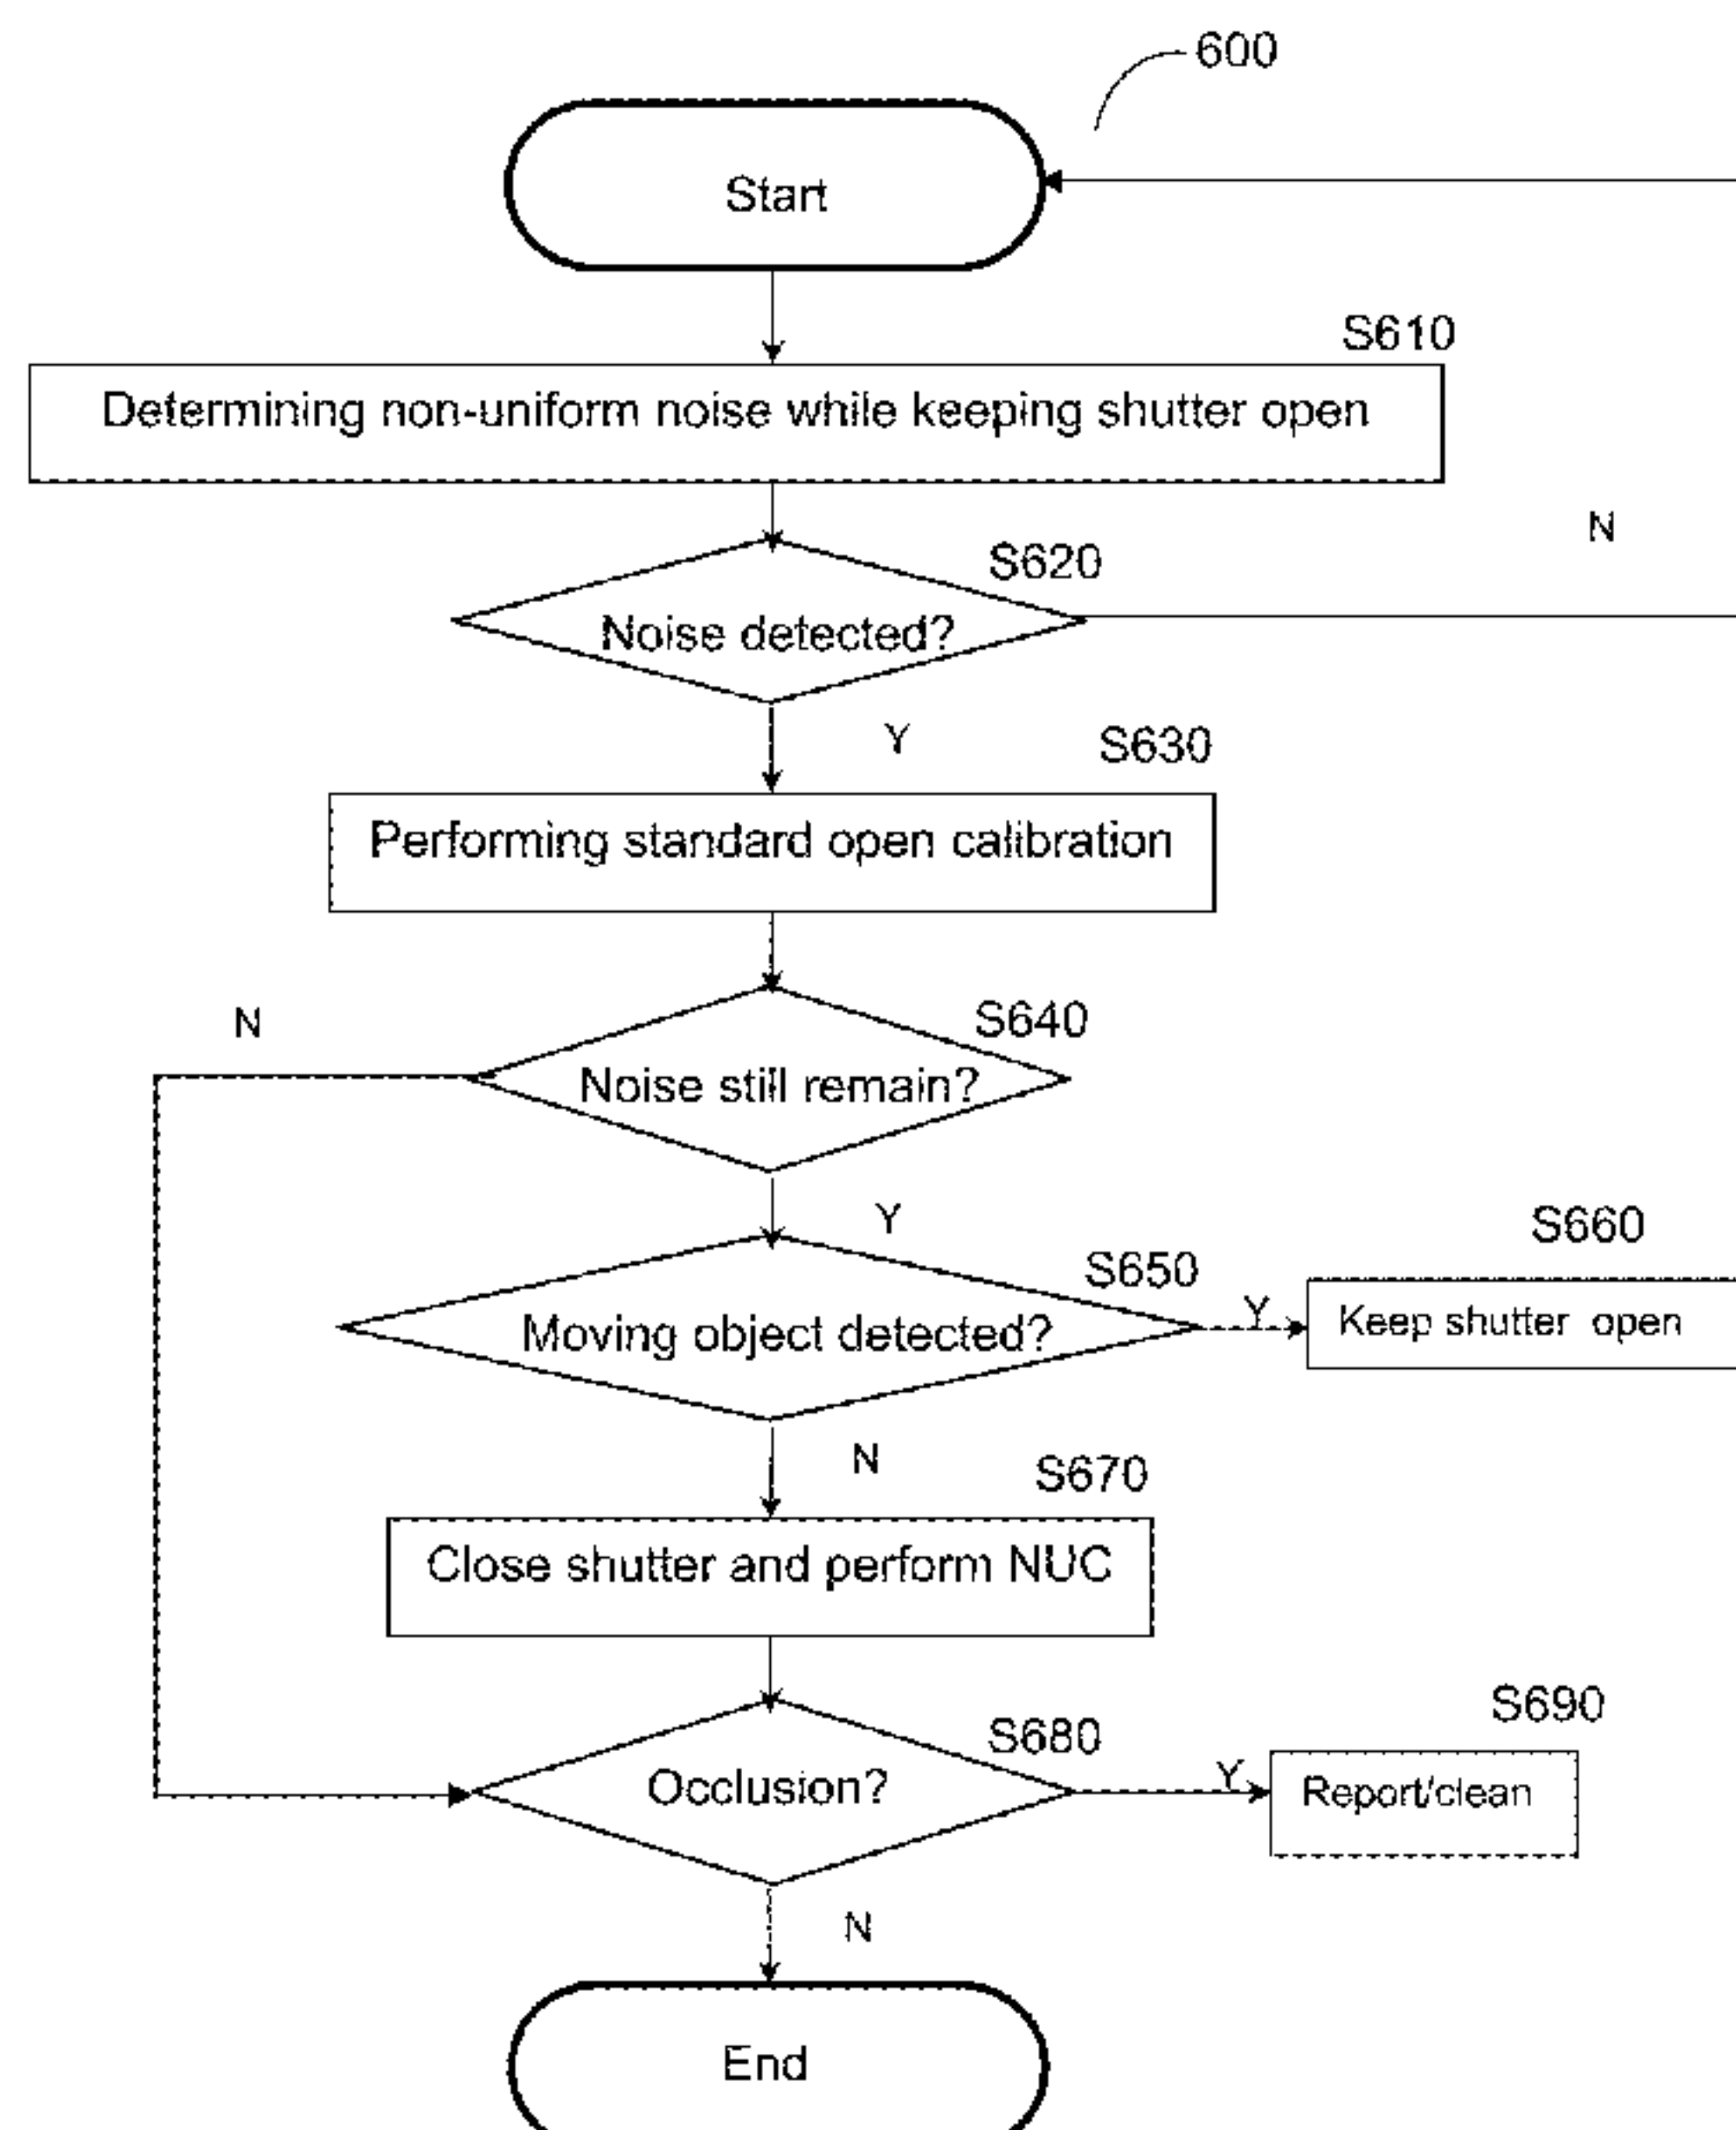 600
Start
S610
Determining non-uniform noise while keeping shutter open
N
S620
Noise detected?
Y
S630
Performing standard open calibration
N
S640
Noise still remain?
Y
S660
S650
Moving object detected?
Y
Keep shutter open
N
S670
Close shutter and perform NUC
S690
S680
Occlusion?
Y
Report/clean
N
End